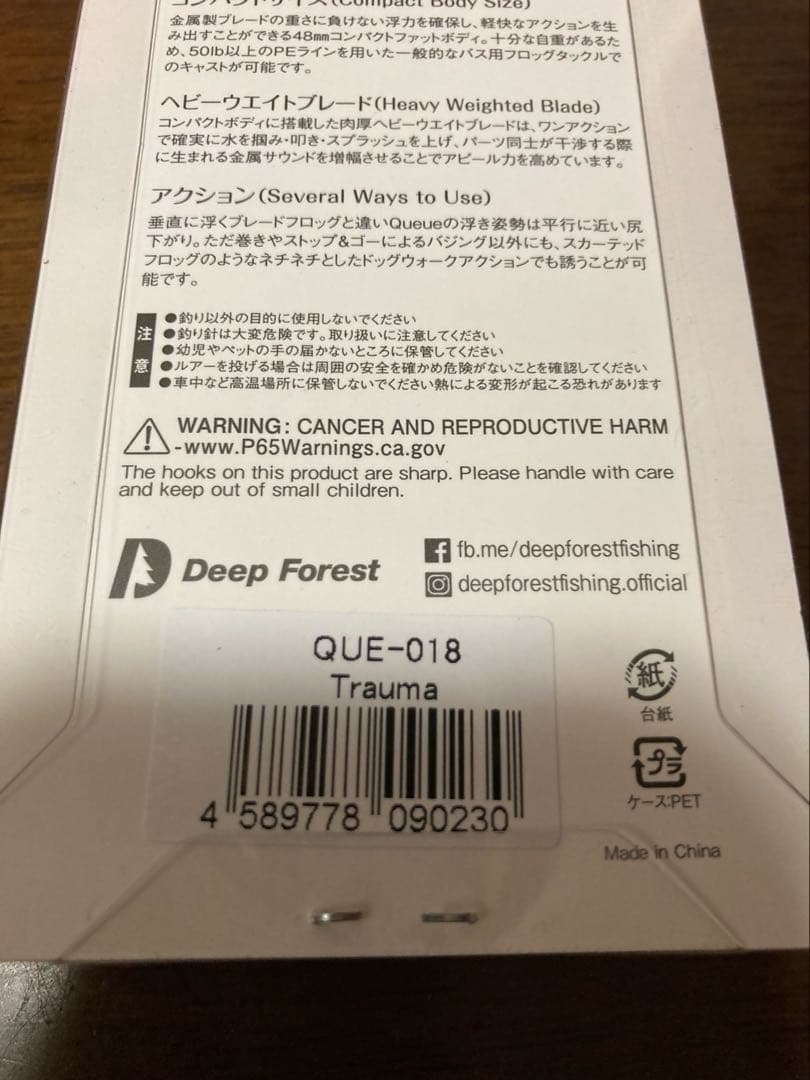 コンパクトサイズ(Compact Body Size)
金属製ブレードの重さに負けない浮力を確保し、軽快なアクションを生
み出すことができる48mmコンパクトファットボディ。十分な自重があるた
め、50lb以上のPEラインを用いた一般的なバス用フロッグタックルで
のキャストが可能です。
ヘビーウエイトブレード(Heavy Weighted Blade)
コンパクトボディに搭載した肉厚ヘビーウエイトブレードは、ワンアクション
で確実に水を掴み・叩き・スプラッシュを上げ、パーツ同士が干渉する際
に生まれる金属サウンドを増幅させることでアピール力を高めています。
アクション(Several Ways to Use)
垂直に浮くブレードフロッグと違いQueueの浮き姿勢は平行に近い尻
下がり。ただ巻きやストップ&ゴーによるバジング以外にも、スカーテッド
フロッグのようなネチネチとしたドッグウォークアクションでも誘うことが可
能です。
注意
●釣り以外の目的に使用しないでください
●釣り針は大変危険です。取り扱いに注意してください
●幼児やペットの手の届かないところに保管してください
●ルアーを投げる場合は周囲の安全を確かめ危険がないことを確認してください
●車中など高温場所に保管しないでください熱による変形が起こる恐れがあります
WARNING: CANCER AND REPRODUCTIVE HARM
-www.P65Warnings.ca.gov
The hooks on this product are sharp. Please handle with care
and keep out of small children.
Deep Forest
fb.me/deepforestfishing
deepforestfishing.official
QUE-018
Trauma
4 589778 090230
紙
台紙
プラ
ケース:PET
Made in China